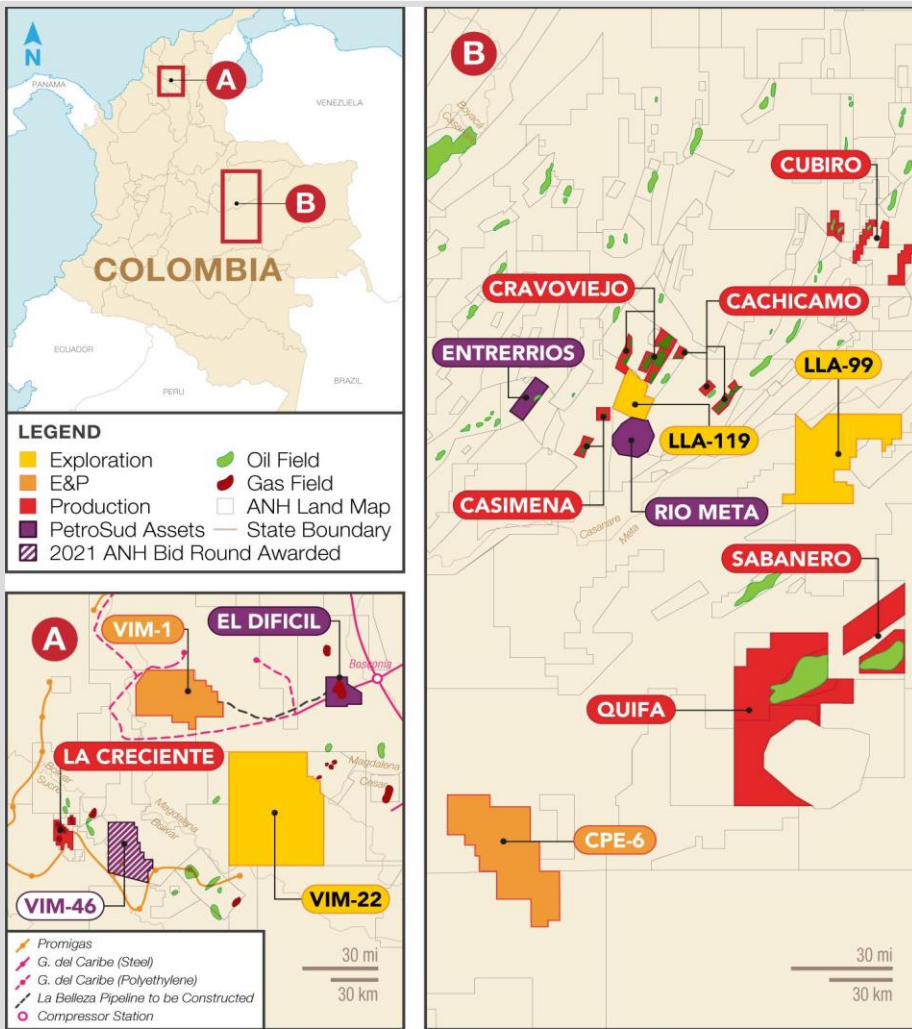 N
PANAMA
A
VENEZUELA
B
COLOMBIA
ECUADOR
PERU
BRAZIL
LEGEND
Exploration
E&P
Production
PetroSud Assets
2021 ANH Bid Round Awarded
Oil Field
Gas Field
ANH Land Map
State Boundary
A
VIM-1
EL DIFICIL
Bosconia
LA CRECIENTE
Bolivar
Sucre
Magdalena
Bolivar
Magdalena
Cesar
VIM-46
VIM-22
Promigas
G. del Caribe (Steel)
G. del Caribe (Polyethylene)
La Belleza Pipeline to be Constructed
Compressor Station
30 mi
30 km
B
Boyaca
Casanare
CUBIRO
CRAVOVIEJO
CACHICAMO
ENTRERRIOS
LLA-99
LLA-119
CASIMENA
RIO META
Casanare
Meta
SABANERO
QUIFA
CPE-6
30 mi
30 km